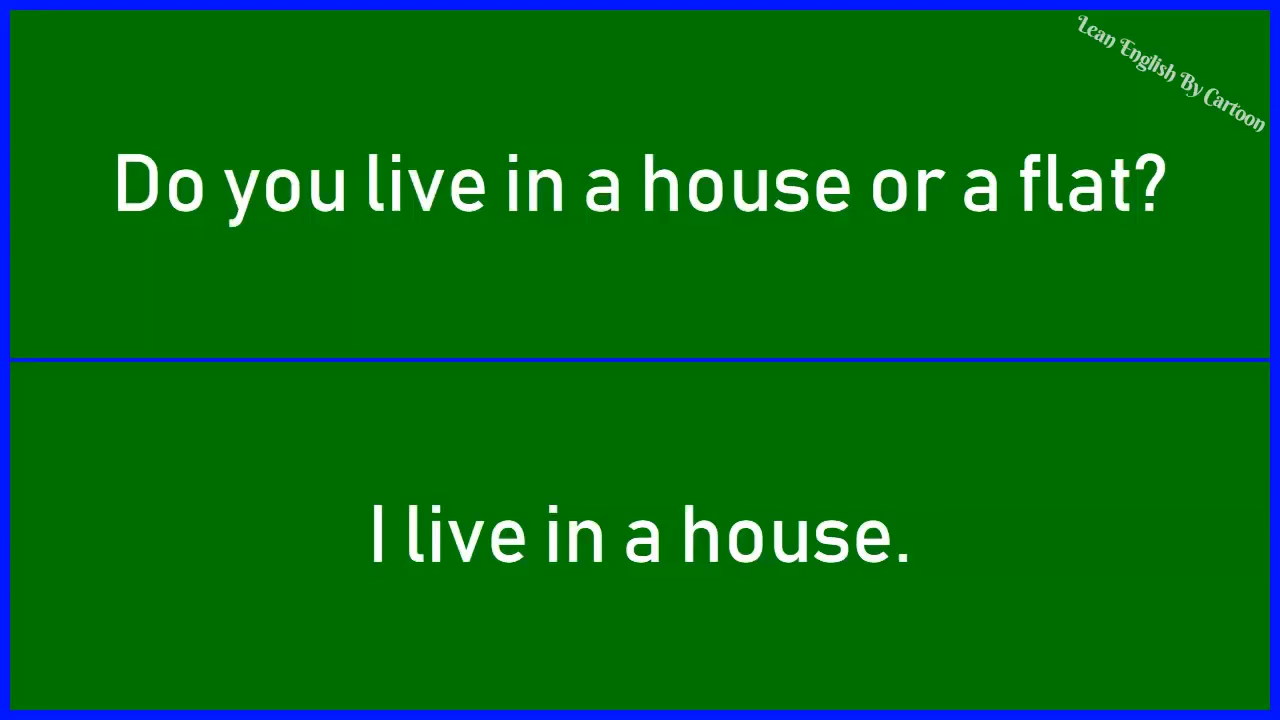 Lean English By Cartoon
Do you live in a house or a flat?
I live in a house.